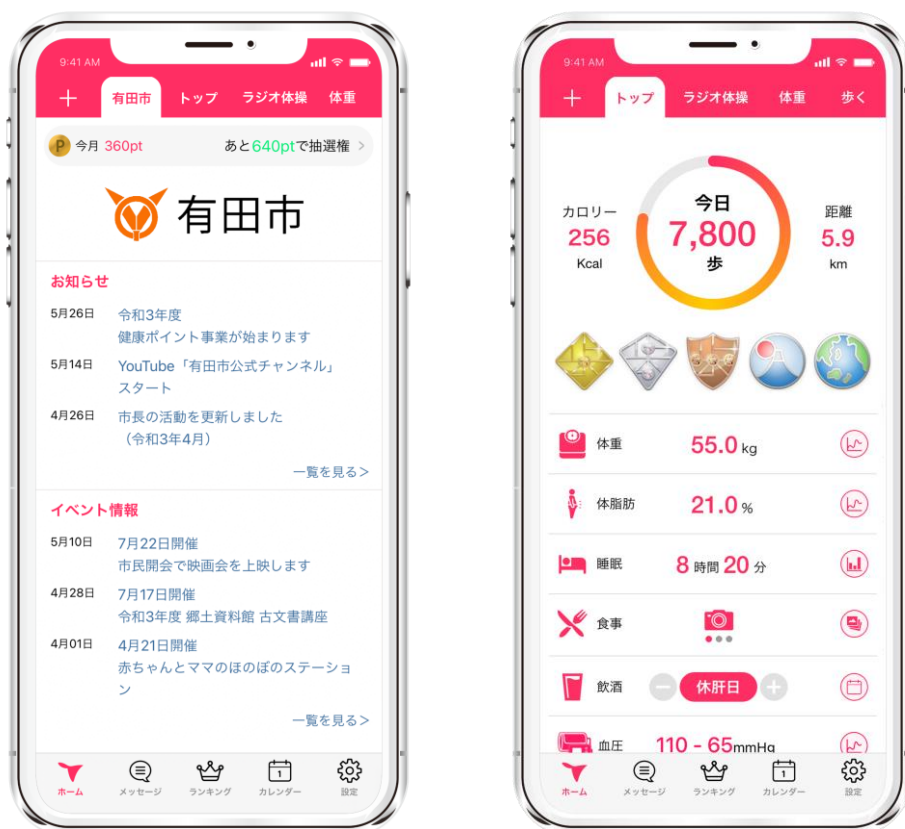 9:41 AM
有田市 トップ ラジオ体操 体重
P 今月 360pt あと640ptで抽選権 >
有田市
お知らせ
5月26日 令和3年度
健康ポイント事業が始まります
5月14日 YouTube「有田市公式チャンネル」
スタート
4月26日 市長の活動を更新しました
（令和3年4月）
一覧を見る>
イベント情報
5月10日 7月22日開催
市民開会で映画会を上映します
4月28日 7月17日開催
令和3年度 郷土資料館 古文書講座
4月01日 4月21日開催
赤ちゃんとママのほのぼのステーショ
ン
一覧を見る>
ホーム メッセージ ランキング 1 カレンダー 設定
9:41 AM
トップ ラジオ体操 体重 歩く
今日
カロリー 距離
256 7,800 5.9
Kcal 歩 km
体重 55.0 kg
体脂肪 21.0 %
睡眠 8 時間 20 分
食事
飲酒 休肝日
血圧 110 - 65mmHg
ホーム メッセージ ランキング 1 カレンダー 設定